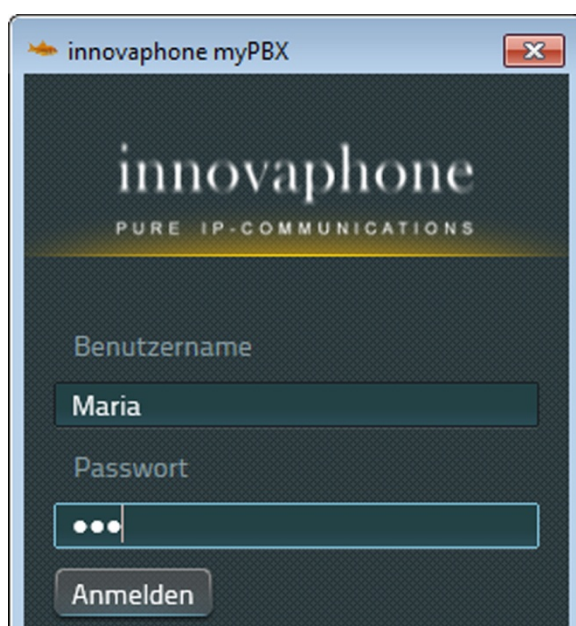 innovaphone myPBX
innovaphone
PURE IP-COMMUNICATIONS
Benutzername
Maria
Passwort
•••
Anmelden